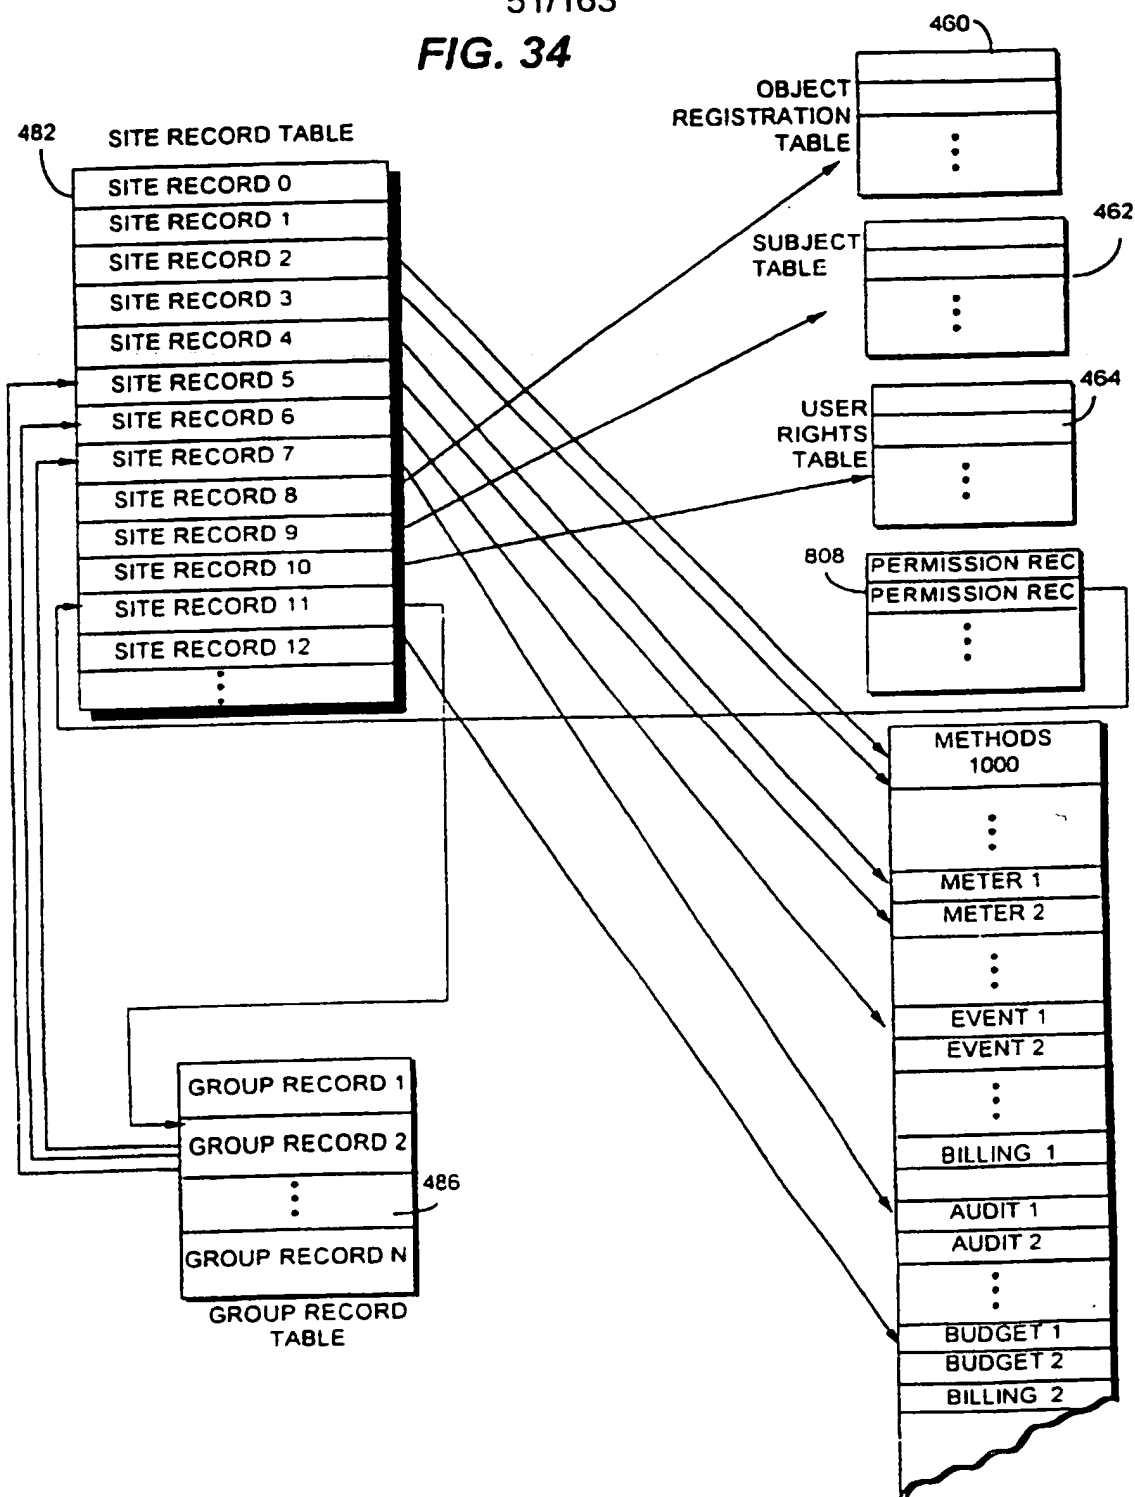 51/163
FIG. 34
460
OBJECT
REGISTRATION
TABLE
482
SITE RECORD TABLE
SITE RECORD 0
SITE RECORD 1
SITE RECORD 2
SITE RECORD 3
SITE RECORD 4
SITE RECORD 5
SITE RECORD 6
SITE RECORD 7
SITE RECORD 8
SITE RECORD 9
SITE RECORD 10
SITE RECORD 11
SITE RECORD 12
462
SUBJECT
TABLE
464
USER
RIGHTS
TABLE
808
PERMISSION REC
PERMISSION REC
METHODS
1000
METER 1
METER 2
EVENT 1
EVENT 2
BILLING 1
AUDIT 1
AUDIT 2
BUDGET 1
BUDGET 2
BILLING 2
GROUP RECORD 1
GROUP RECORD 2
486
GROUP RECORD N
GROUP RECORD
TABLE